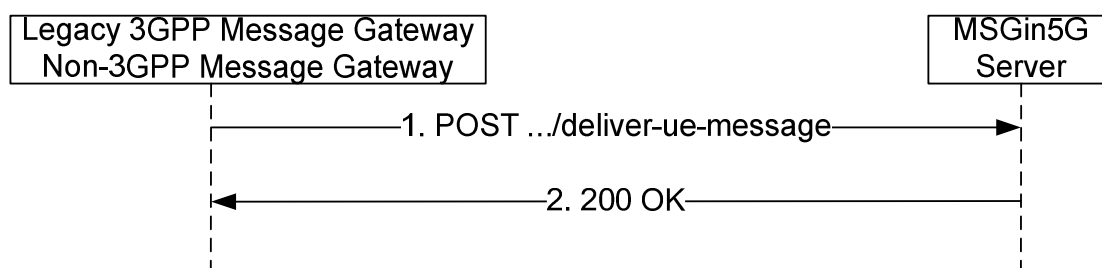 Legacy 3GPP Message Gateway
Non-3GPP Message Gateway
MSGin5G
Server
1. POST .../deliver-ue-message
2. 200 OK